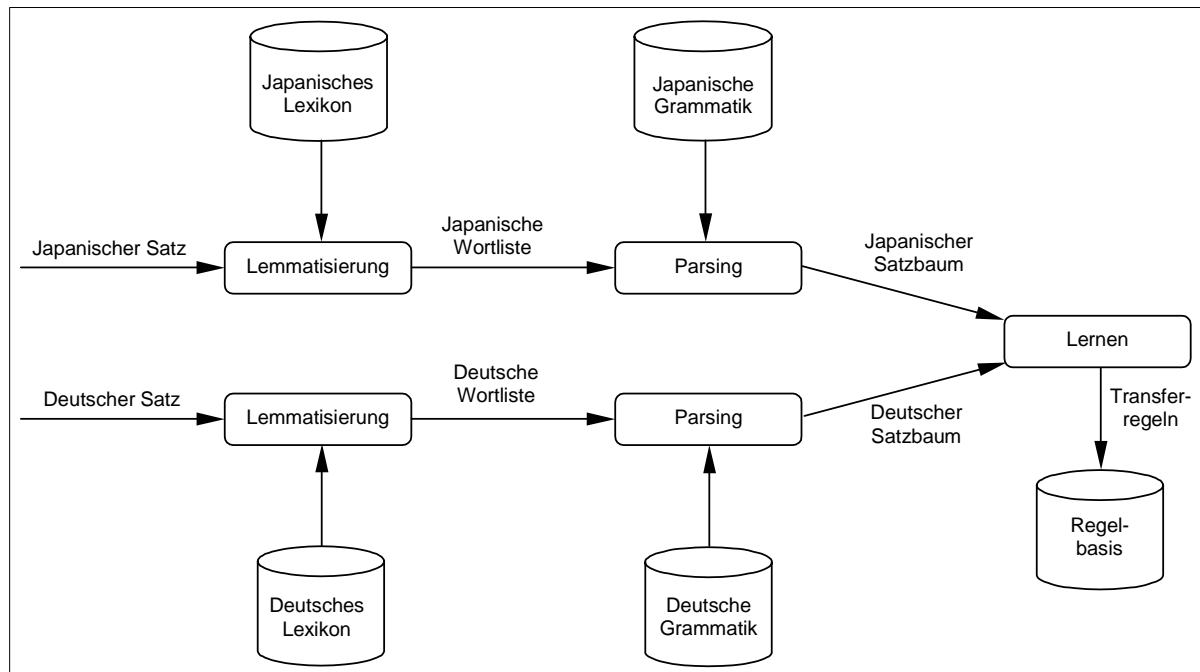 Japanisches
Lexikon
Japanische
Grammatik
Japanischer Satz
Lemmatisierung
Japanische
Wortliste
Parsing
Japanischer
Satzbaum
Lernen
Deutscher Satz
Lemmatisierung
Deutsche
Wortliste
Parsing
Deutscher
Satzbaum
Transfer-
regeln
Regel-
basis
Deutsches
Lexikon
Deutsche
Grammatik